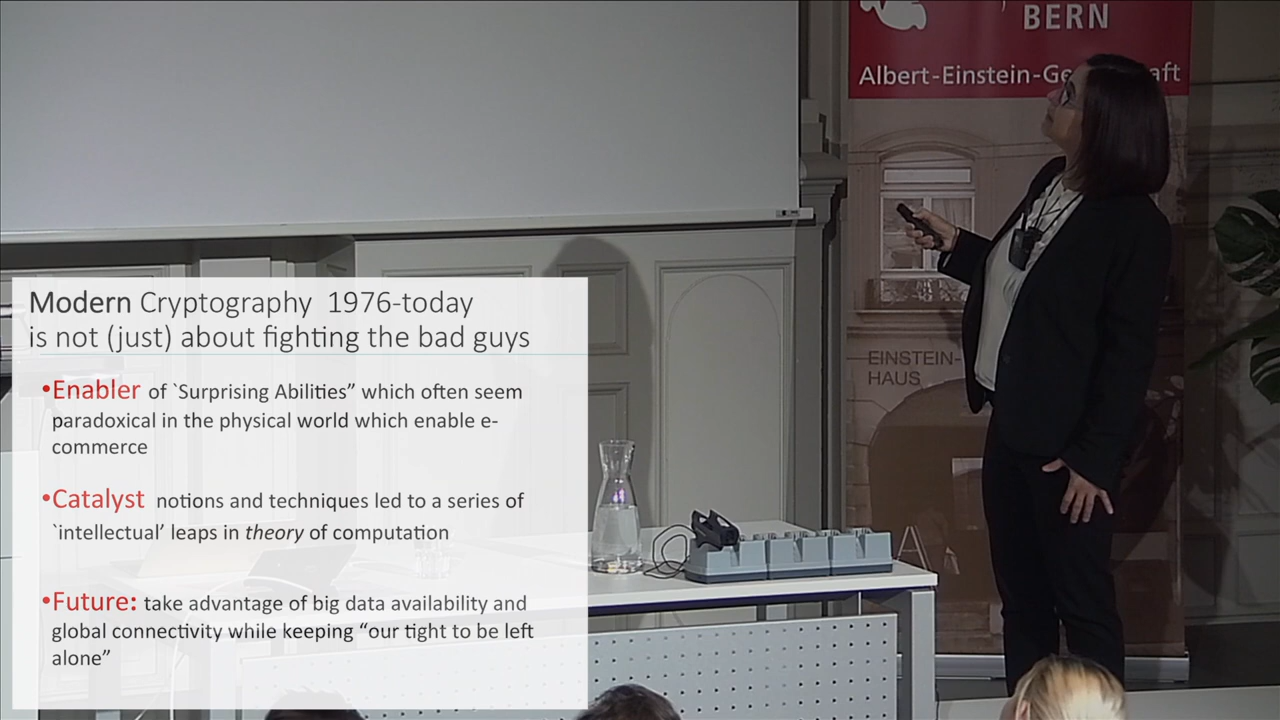 BERN
Albert-Einstein-Ge aft
EINSTEIN-
HAUS
Modern Cryptography 1976-today
is not (just) about fighting the bad guys
•Enabler of `Surprising Abilities” which often seem
paradoxical in the physical world which enable e-
commerce
•Catalyst notions and techniques led to a series of
`intellectual’ leaps in theory of computation
•Future: take advantage of big data availability and
global connectivity while keeping “our tight to be left
alone”